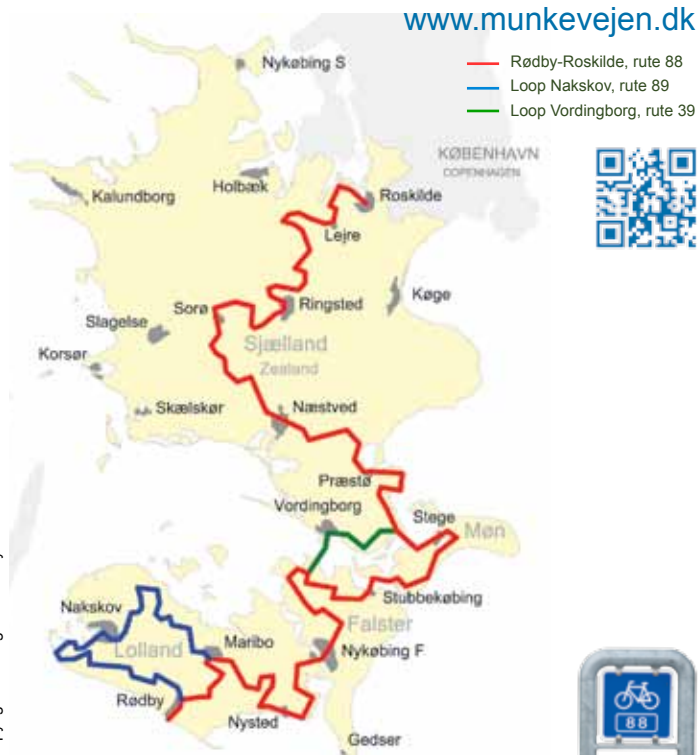 www.munkevejen.dk
Rødby-Roskilde, rute 88
Loop Nakskov, rute 89
Loop Vordingborg, rute 39
Nykøbing S
KØBENHAVN
COPENHAGEN
Holbæk
Kalundborg
Roskilde
Lejre
Køge
Sorø
Ringsted
Slagelse
Sjælland
Zealand
Korsør
Skælskør
Næstved
Præstø
Vordingborg
Stege
Møn
Stubbekøbing
Nakskov
Falster
Lolland
Maribo
Nykøbing F
Rødby
Nysted
Gedser
88